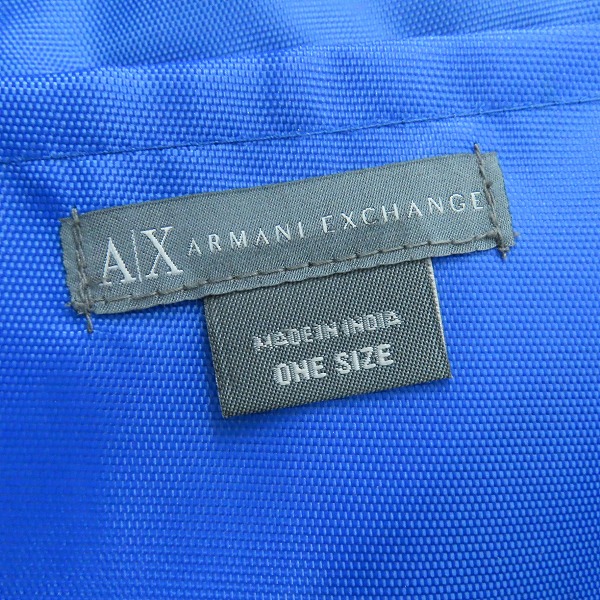 A|X ARMANI EXCHANGE
MADE IN INDIA
ONE SIZE